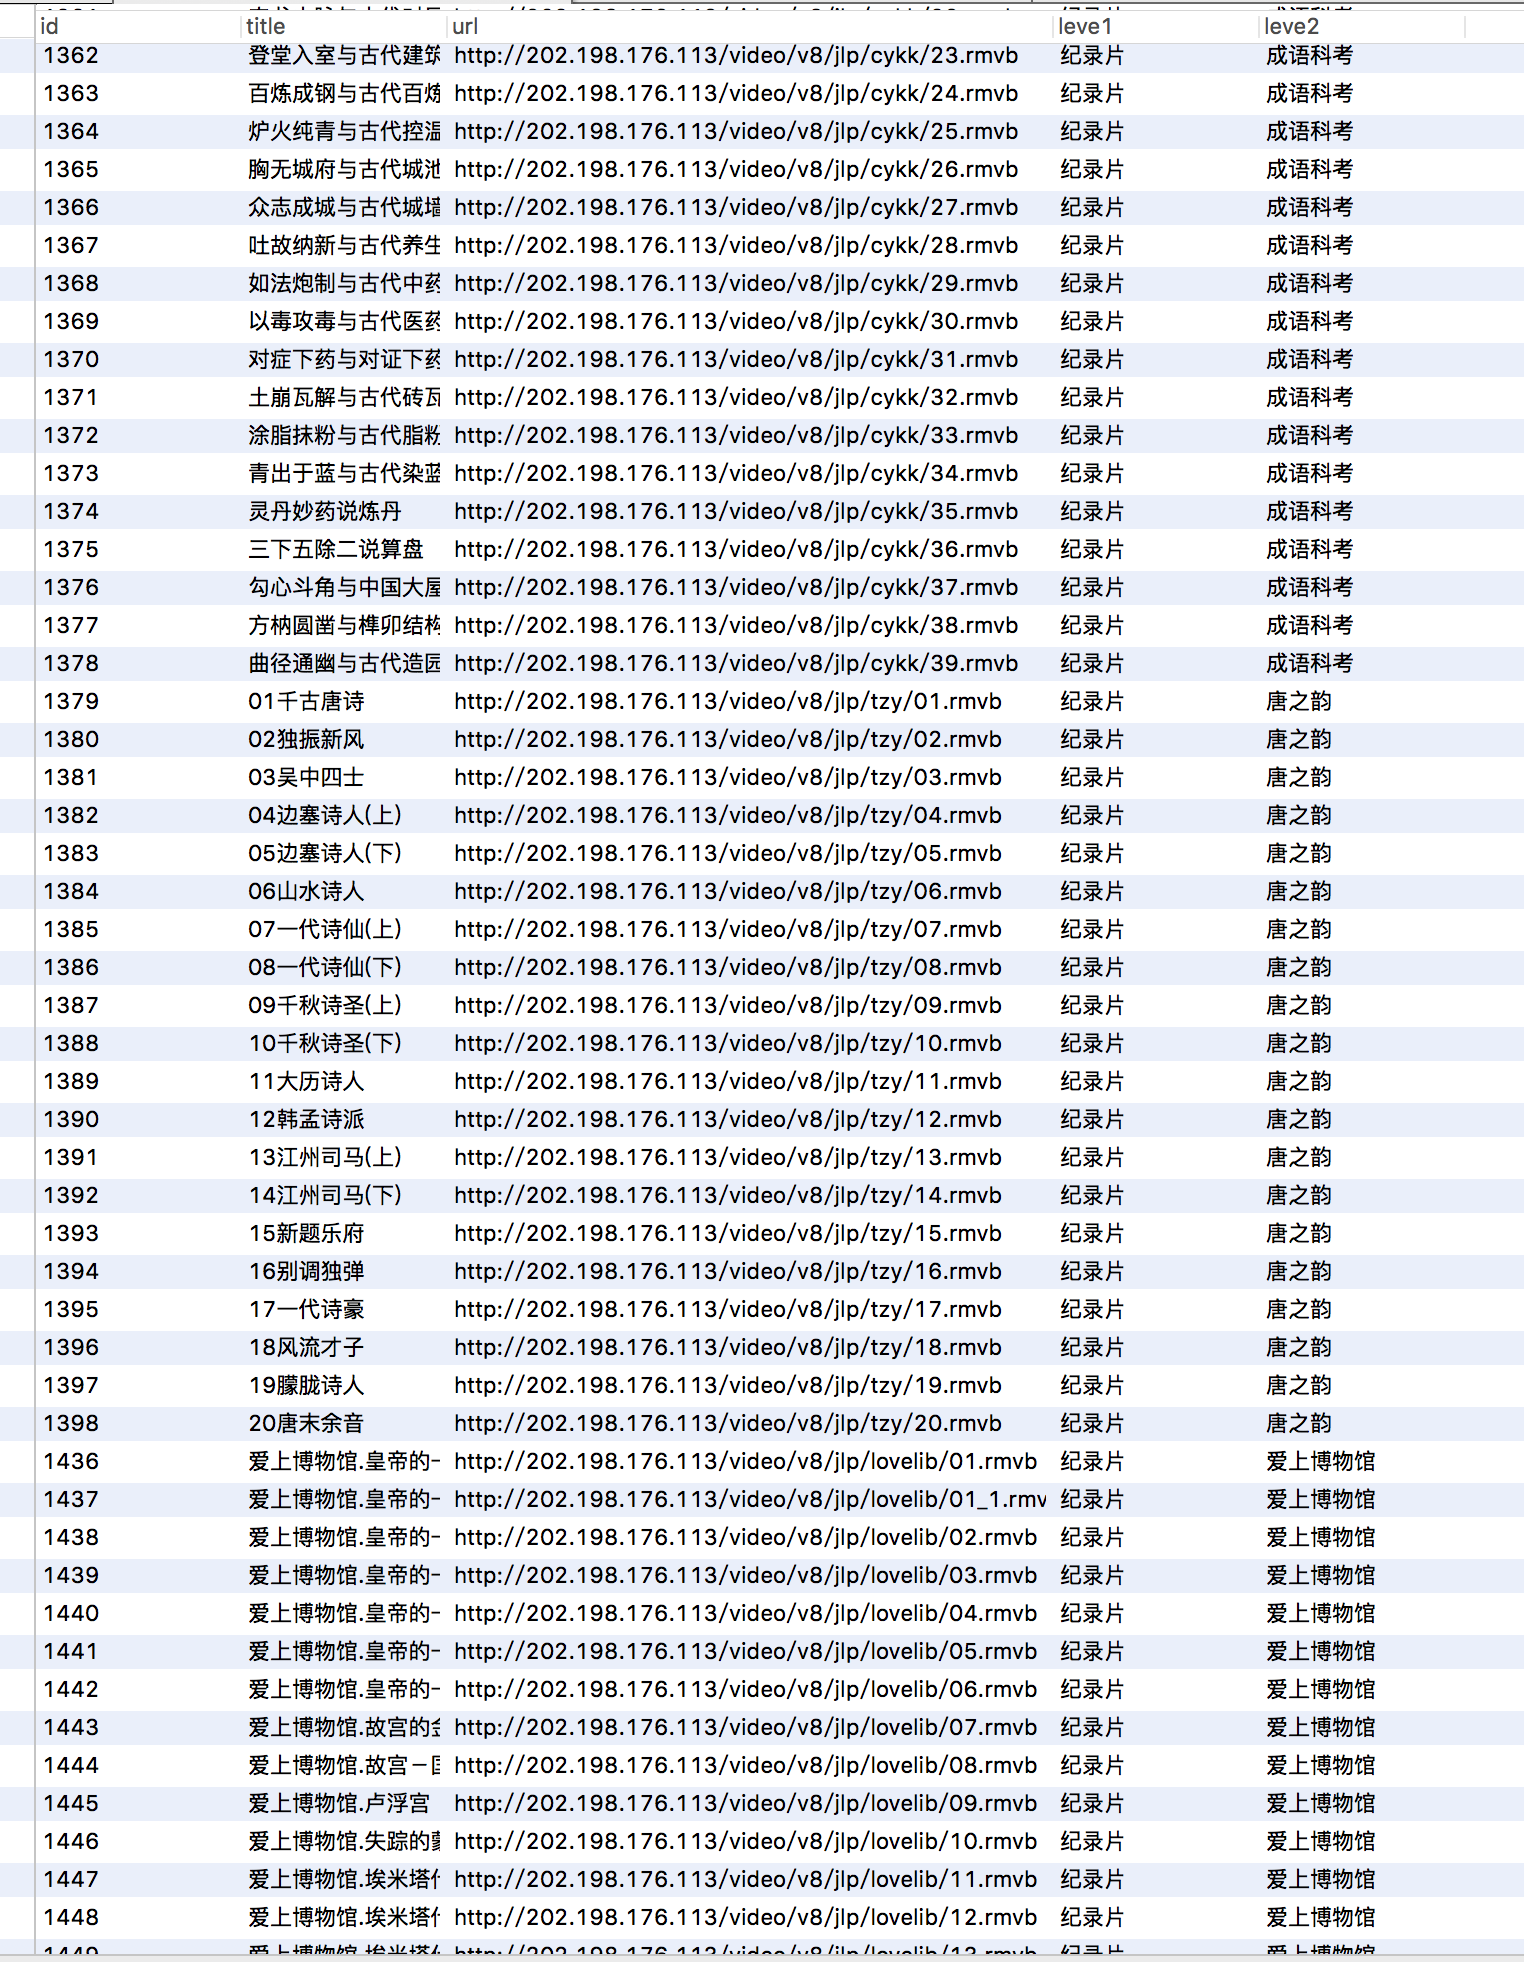 id title url leve1 leve2
1362 登堂入室与古代建筑 http://202.198.176.113/video/v8/jlp/cykk/23.rmvb 纪录片 成语科考
1363 百炼成钢与古代百炼 http://202.198.176.113/video/v8/jlp/cykk/24.rmvb 纪录片 成语科考
1364 炉火纯青与古代控温 http://202.198.176.113/video/v8/jlp/cykk/25.rmvb 纪录片 成语科考
1365 胸无城府与古代城池 http://202.198.176.113/video/v8/jlp/cykk/26.rmvb 纪录片 成语科考
1366 众志成城与古代城墙 http://202.198.176.113/video/v8/jlp/cykk/27.rmvb 纪录片 成语科考
1367 吐故纳新与古代养生 http://202.198.176.113/video/v8/jlp/cykk/28.rmvb 纪录片 成语科考
1368 如法炮制与古代中药 http://202.198.176.113/video/v8/jlp/cykk/29.rmvb 纪录片 成语科考
1369 以毒攻毒与古代医药 http://202.198.176.113/video/v8/jlp/cykk/30.rmvb 纪录片 成语科考
1370 对症下药与对证下药 http://202.198.176.113/video/v8/jlp/cykk/31.rmvb 纪录片 成语科考
1371 土崩瓦解与古代砖瓦 http://202.198.176.113/video/v8/jlp/cykk/32.rmvb 纪录片 成语科考
1372 涂脂抹粉与古代脂粉 http://202.198.176.113/video/v8/jlp/cykk/33.rmvb 纪录片 成语科考
1373 青出于蓝与古代染蓝 http://202.198.176.113/video/v8/jlp/cykk/34.rmvb 纪录片 成语科考
1374 灵丹妙药说炼丹 http://202.198.176.113/video/v8/jlp/cykk/35.rmvb 纪录片 成语科考
1375 三下五除二说算盘 http://202.198.176.113/video/v8/jlp/cykk/36.rmvb 纪录片 成语科考
1376 勾心斗角与中国大屋 http://202.198.176.113/video/v8/jlp/cykk/37.rmvb 纪录片 成语科考
1377 方枘圆凿与榫卯结构 http://202.198.176.113/video/v8/jlp/cykk/38.rmvb 纪录片 成语科考
1378 曲径通幽与古代造园 http://202.198.176.113/video/v8/jlp/cykk/39.rmvb 纪录片 成语科考
1379 01千古唐诗 http://202.198.176.113/video/v8/jlp/tzy/01.rmvb 纪录片 唐之韵
1380 02独振新风 http://202.198.176.113/video/v8/jlp/tzy/02.rmvb 纪录片 唐之韵
1381 03吴中四士 http://202.198.176.113/video/v8/jlp/tzy/03.rmvb 纪录片 唐之韵
1382 04边塞诗人(上) http://202.198.176.113/video/v8/jlp/tzy/04.rmvb 纪录片 唐之韵
1383 05边塞诗人(下) http://202.198.176.113/video/v8/jlp/tzy/05.rmvb 纪录片 唐之韵
1384 06山水诗人 http://202.198.176.113/video/v8/jlp/tzy/06.rmvb 纪录片 唐之韵
1385 07一代诗仙(上) http://202.198.176.113/video/v8/jlp/tzy/07.rmvb 纪录片 唐之韵
1386 08一代诗仙(下) http://202.198.176.113/video/v8/jlp/tzy/08.rmvb 纪录片 唐之韵
1387 09千秋诗圣(上) http://202.198.176.113/video/v8/jlp/tzy/09.rmvb 纪录片 唐之韵
1388 10千秋诗圣(下) http://202.198.176.113/video/v8/jlp/tzy/10.rmvb 纪录片 唐之韵
1389 11大历诗人 http://202.198.176.113/video/v8/jlp/tzy/11.rmvb 纪录片 唐之韵
1390 12韩孟诗派 http://202.198.176.113/video/v8/jlp/tzy/12.rmvb 纪录片 唐之韵
1391 13江州司马(上) http://202.198.176.113/video/v8/jlp/tzy/13.rmvb 纪录片 唐之韵
1392 14江州司马(下) http://202.198.176.113/video/v8/jlp/tzy/14.rmvb 纪录片 唐之韵
1393 15新题乐府 http://202.198.176.113/video/v8/jlp/tzy/15.rmvb 纪录片 唐之韵
1394 16别调独弹 http://202.198.176.113/video/v8/jlp/tzy/16.rmvb 纪录片 唐之韵
1395 17一代诗豪 http://202.198.176.113/video/v8/jlp/tzy/17.rmvb 纪录片 唐之韵
1396 18风流才子 http://202.198.176.113/video/v8/jlp/tzy/18.rmvb 纪录片 唐之韵
1397 19朦胧诗人 http://202.198.176.113/video/v8/jlp/tzy/19.rmvb 纪录片 唐之韵
1398 20唐末余音 http://202.198.176.113/video/v8/jlp/tzy/20.rmvb 纪录片 唐之韵
1436 爱上博物馆.皇帝的一 http://202.198.176.113/video/v8/jlp/lovelib/01.rmvb 纪录片 爱上博物馆
1437 爱上博物馆.皇帝的一 http://202.198.176.113/video/v8/jlp/lovelib/01_1.rmv 纪录片 爱上博物馆
1438 爱上博物馆.皇帝的一 http://202.198.176.113/video/v8/jlp/lovelib/02.rmvb 纪录片 爱上博物馆
1439 爱上博物馆.皇帝的一 http://202.198.176.113/video/v8/jlp/lovelib/03.rmvb 纪录片 爱上博物馆
1440 爱上博物馆.皇帝的一 http://202.198.176.113/video/v8/jlp/lovelib/04.rmvb 纪录片 爱上博物馆
1441 爱上博物馆.皇帝的一 http://202.198.176.113/video/v8/jlp/lovelib/05.rmvb 纪录片 爱上博物馆
1442 爱上博物馆.皇帝的一 http://202.198.176.113/video/v8/jlp/lovelib/06.rmvb 纪录片 爱上博物馆
1443 爱上博物馆.故宫的金 http://202.198.176.113/video/v8/jlp/lovelib/07.rmvb 纪录片 爱上博物馆
1444 爱上博物馆.故宫－国 http://202.198.176.113/video/v8/jlp/lovelib/08.rmvb 纪录片 爱上博物馆
1445 爱上博物馆.卢浮宫 http://202.198.176.113/video/v8/jlp/lovelib/09.rmvb 纪录片 爱上博物馆
1446 爱上博物馆.失踪的蒙 http://202.198.176.113/video/v8/jlp/lovelib/10.rmvb 纪录片 爱上博物馆
1447 爱上博物馆.埃米塔什 http://202.198.176.113/video/v8/jlp/lovelib/11.rmvb 纪录片 爱上博物馆
1448 爱上博物馆.埃米塔什 http://202.198.176.113/video/v8/jlp/lovelib/12.rmvb 纪录片 爱上博物馆
1449 爱上博物馆.埃米塔什 http://202.198.176.113/video/v8/jlp/lovelib/13.rmvb 纪录片 爱上博物馆